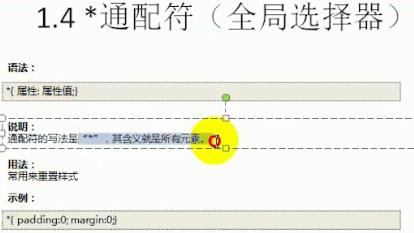 1.4 *通配符（全局选择器）
语法：
*{ 属性: 属性值;}
说明：
通配符的写法是“*”，其含义就是所有元素。
用法：
常用来重置样式
示例：
*{ padding:0; margin:0;}